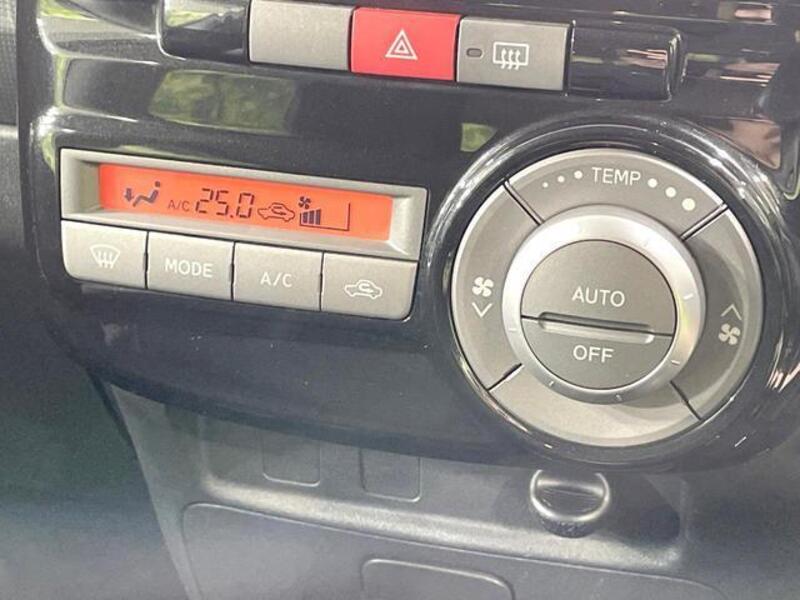 A/C 25.0
MODE
A/C
TEMP
AUTO
OFF